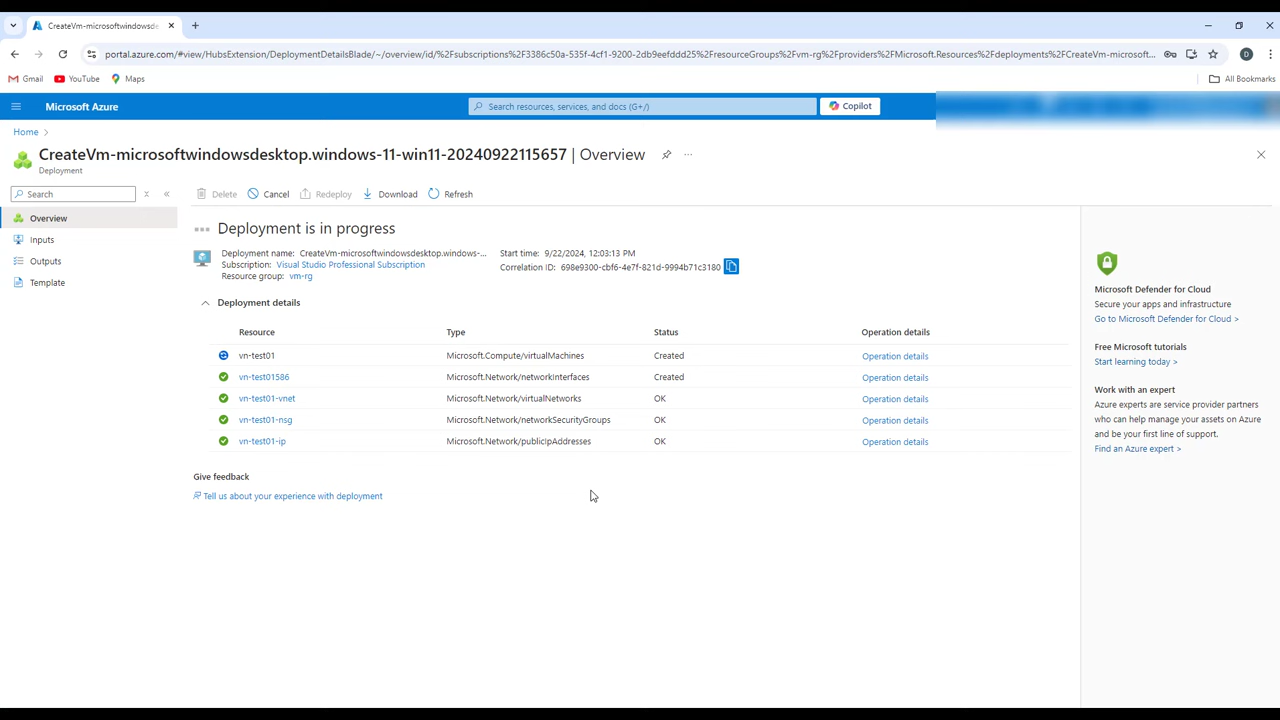 CreateVm-microsoftwindowsde
portal.azure.com/#view/HubsExtension/DeploymentDetailsBlade/~/overview/id/%2Fsubscriptions%2F3386c50a-535f-4cf1-9200-2db9eefddd25%2FresourceGroups%2Fvm-rg%2Fproviders%2FMicrosoft.Resources%2Fdeployments%2FCreateVm-microsoft...
D
Gmail
YouTube
Maps
All Bookmarks
Microsoft Azure
Search resources, services, and docs (G+/)
Copilot
Home
CreateVm-microsoftwindowsdesktop.windows-11-win11-20240922115657 | Overview
Deployment
Search
Delete
Cancel
Redeploy
Download
Refresh
Overview
Inputs
Outputs
Template
Deployment is in progress
Deployment name: CreateVm-microsoftwindowsdesktop.windows-...
Subscription: Visual Studio Professional Subscription
Resource group: vm-rg
Start time: 9/22/2024, 12:03:13 PM
Correlation ID: 698e9300-cbf6-4e7f-821d-9994b71c3180
Deployment details
Resource Type Status Operation details
vn-test01 Microsoft.Compute/virtualMachines Created Operation details
vn-test01586 Microsoft.Network/networkInterfaces Created Operation details
vn-test01-vnet Microsoft.Network/virtualNetworks OK Operation details
vn-test01-nsg Microsoft.Network/networkSecurityGroups OK Operation details
vn-test01-ip Microsoft.Network/publicIpAddresses OK Operation details
Give feedback
Tell us about your experience with deployment
Microsoft Defender for Cloud
Secure your apps and infrastructure
Go to Microsoft Defender for Cloud >
Free Microsoft tutorials
Start learning today >
Work with an expert
Azure experts are service provider partners
who can help manage your assets on Azure
and be your first line of support.
Find an Azure expert >